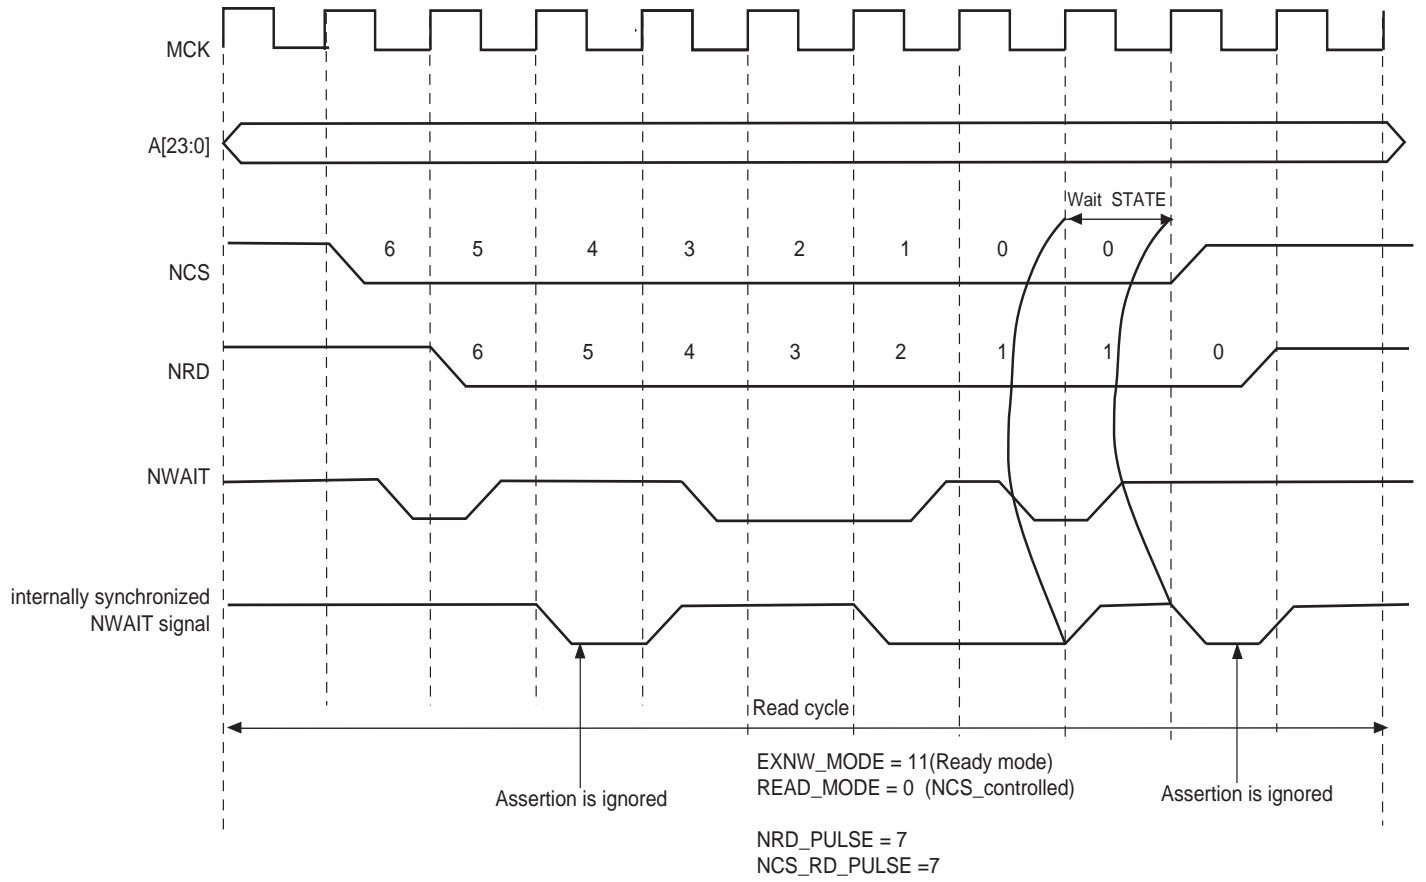 MCK
A[23:0]
Wait STATE
NCS
6 5 4 3 2 1 0 0
NRD
6 5 4 3 2 1 1 0
NWAIT
internally synchronized
NWAIT signal
Read cycle
EXNW_MODE = 11(Ready mode)
READ_MODE = 0 (NCS_controlled)
Assertion is ignored
Assertion is ignored
NRD_PULSE = 7
NCS_RD_PULSE =7